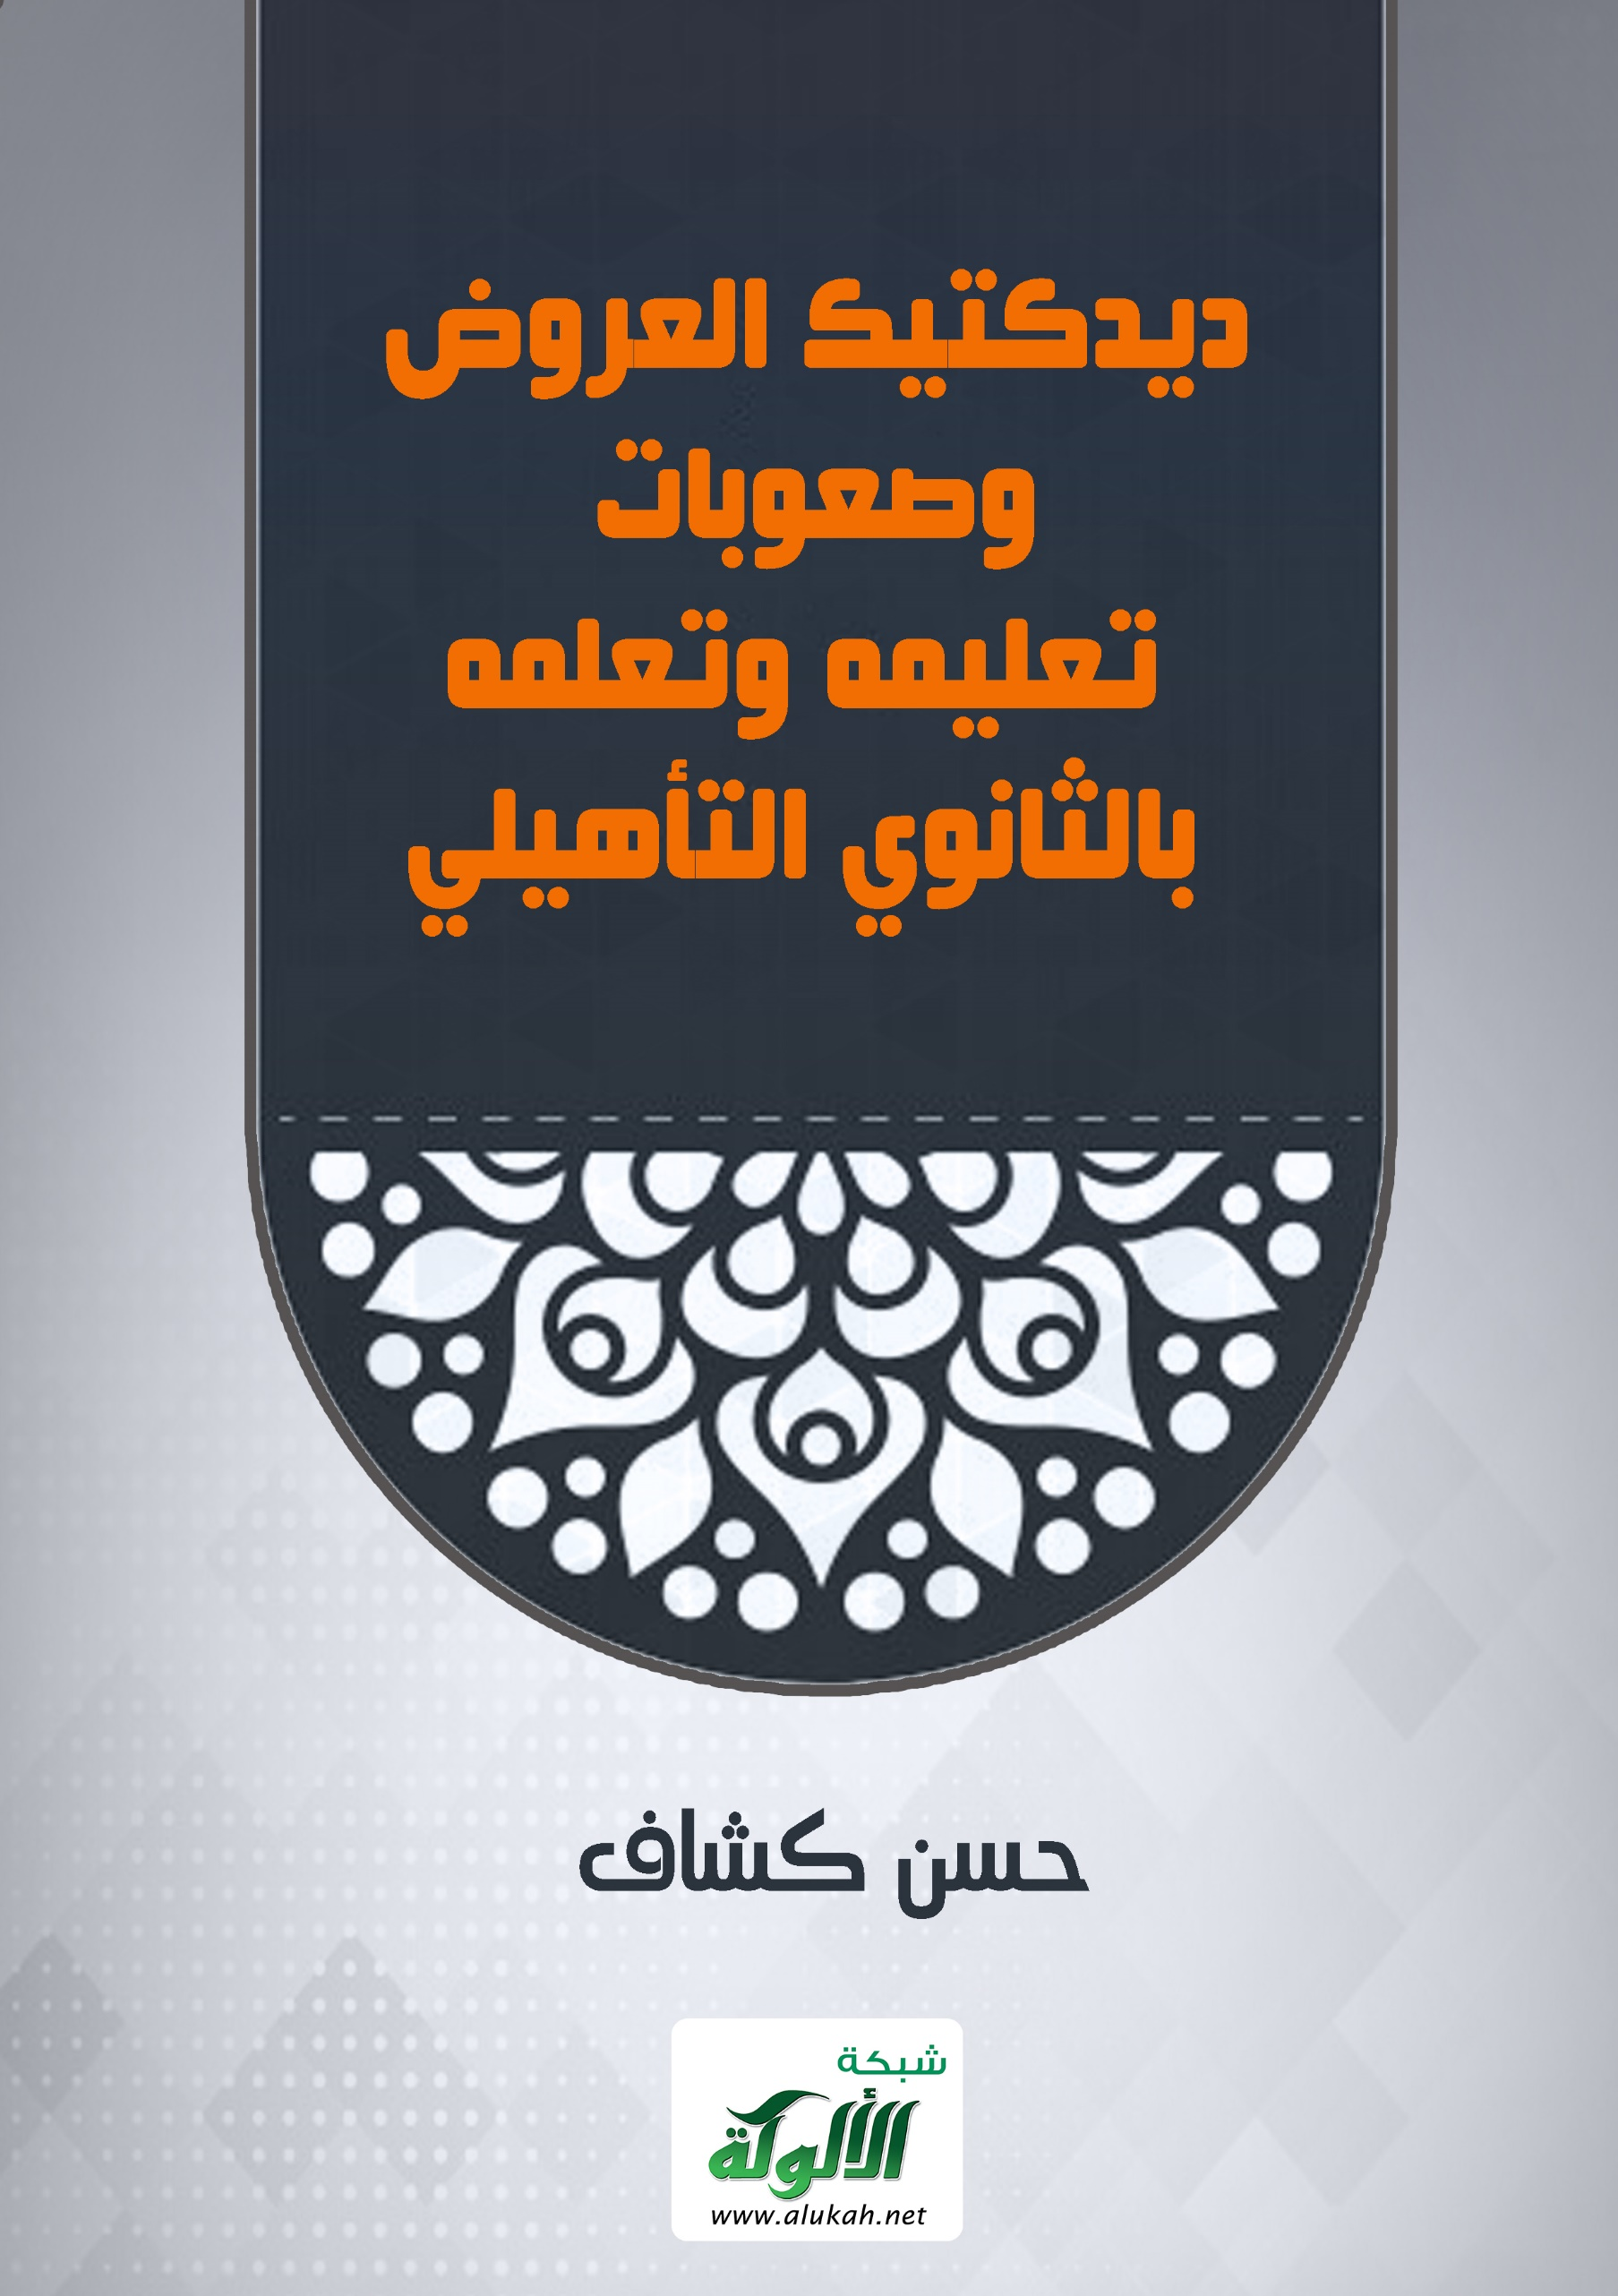 ديدكتيك العروض
وصعوبات
تعليمه وتعلمه
بالثانوي التأهيلي
حسن كشاف
شبكة
الألوكة
www.alukah.net